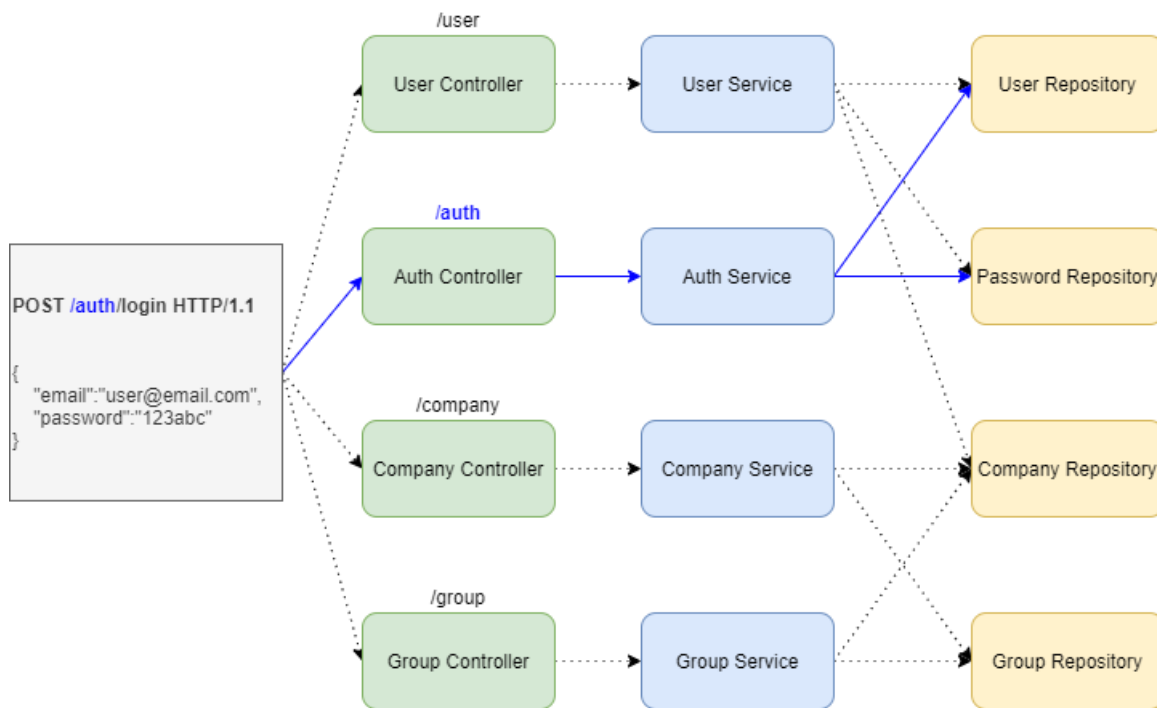 /user
User Controller
User Service
User Repository
/auth
Auth Controller
Auth Service
Password Repository
POST /auth/login HTTP/1.1
{
"email":"user@email.com",
"password":"123abc"
}
/company
Company Controller
Company Service
Company Repository
/group
Group Controller
Group Service
Group Repository